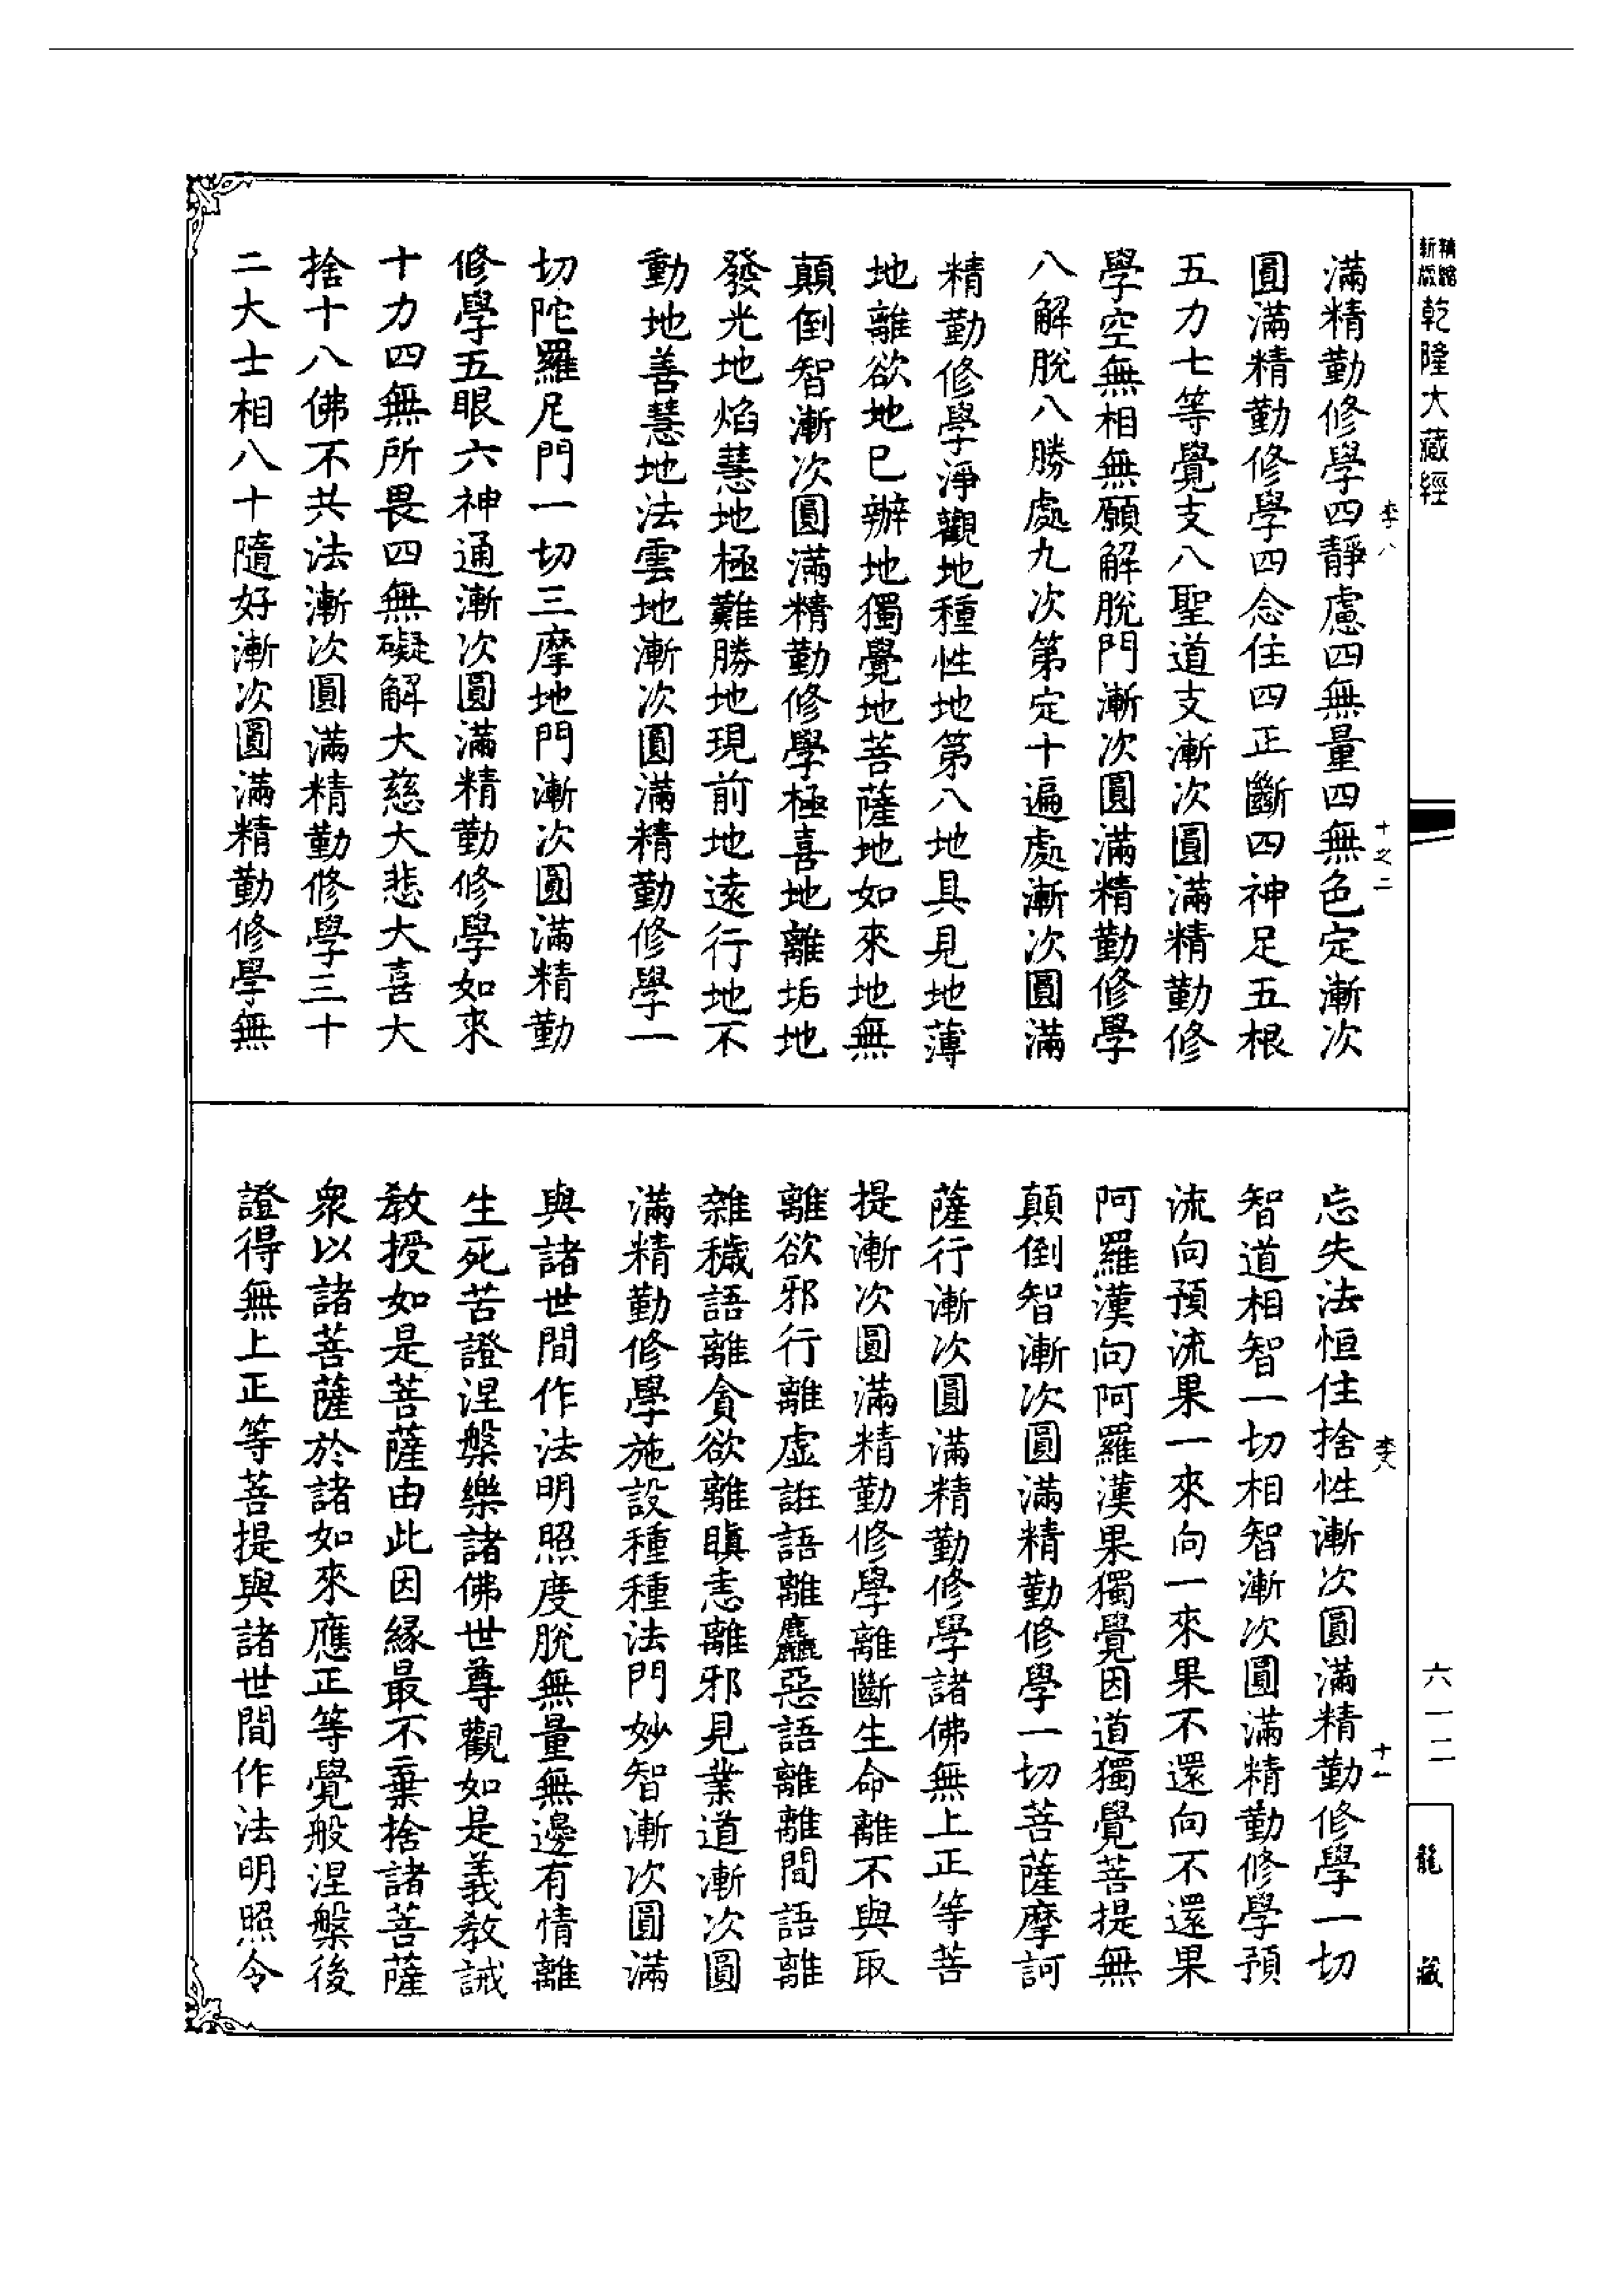 乾隆大藏經
李八
十之二
滿精勤修學四靜慮四無量四無色定漸次
圓滿精勤修學四念住四正斷四神足五根
五力七等覺支八聖道支漸次圓滿精勤修
學空無相無願解脫門漸次圓滿精勤修學
八解脫八勝處九次第定十遍處漸次圓滿
精勤修學淨觀地種性地第八地具見地薄
地離欲地已辦地獨覺地菩薩地如來地無
顛倒智漸次圓滿精勤修學極喜地離垢地
發光地焰慧地極難勝地現前地遠行地不
動地善慧地法雲地漸次圓滿精勤修學一
切陀羅尼門一切三摩地門漸次圓滿精勤
修學五眼六神通漸次圓滿精勤修學如來
十力四無所畏四無礙解大慈大悲大喜大
捨十八佛不共法漸次圓滿精勤修學三十
二大士相八十隨好漸次圓滿精勤修學無
李八
十一
忘失法恒住捨性漸次圓滿精勤修學一切
智道相智一切相智漸次圓滿精勤修學預
流向預流果一來向一來果不還向不還果
阿羅漢向阿羅漢果獨覺因道獨覺菩提無
顛倒智漸次圓滿精勤修學一切菩薩摩訶
薩行漸次圓滿精勤修學諸佛無上正等菩
提漸次圓滿精勤修學離斷生命離不與取
離欲邪行離虛誑語離麤惡語離離間語離
雜穢語離貪欲離瞋恚離邪見業道漸次圓
滿精勤修學施設種種法門妙智漸次圓滿
與諸世間作法明照度脫無量無邊有情離
生死苦證涅槃樂諸佛世尊觀如是義教誡
教授如是菩薩由此因緣最不棄捨諸菩薩
衆以諸菩薩於諸如來應正等覺般涅槃後
證得無上正等菩提與諸世間作法明照令
六一二
龍藏